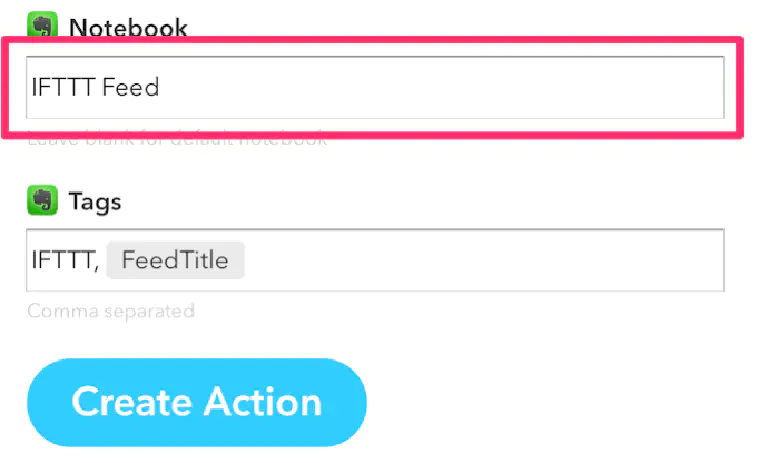 Notebook
IFTTT Feed
Leave blank for default notebook
Tags
IFTTT, FeedTitle
Comma separated
Create Action